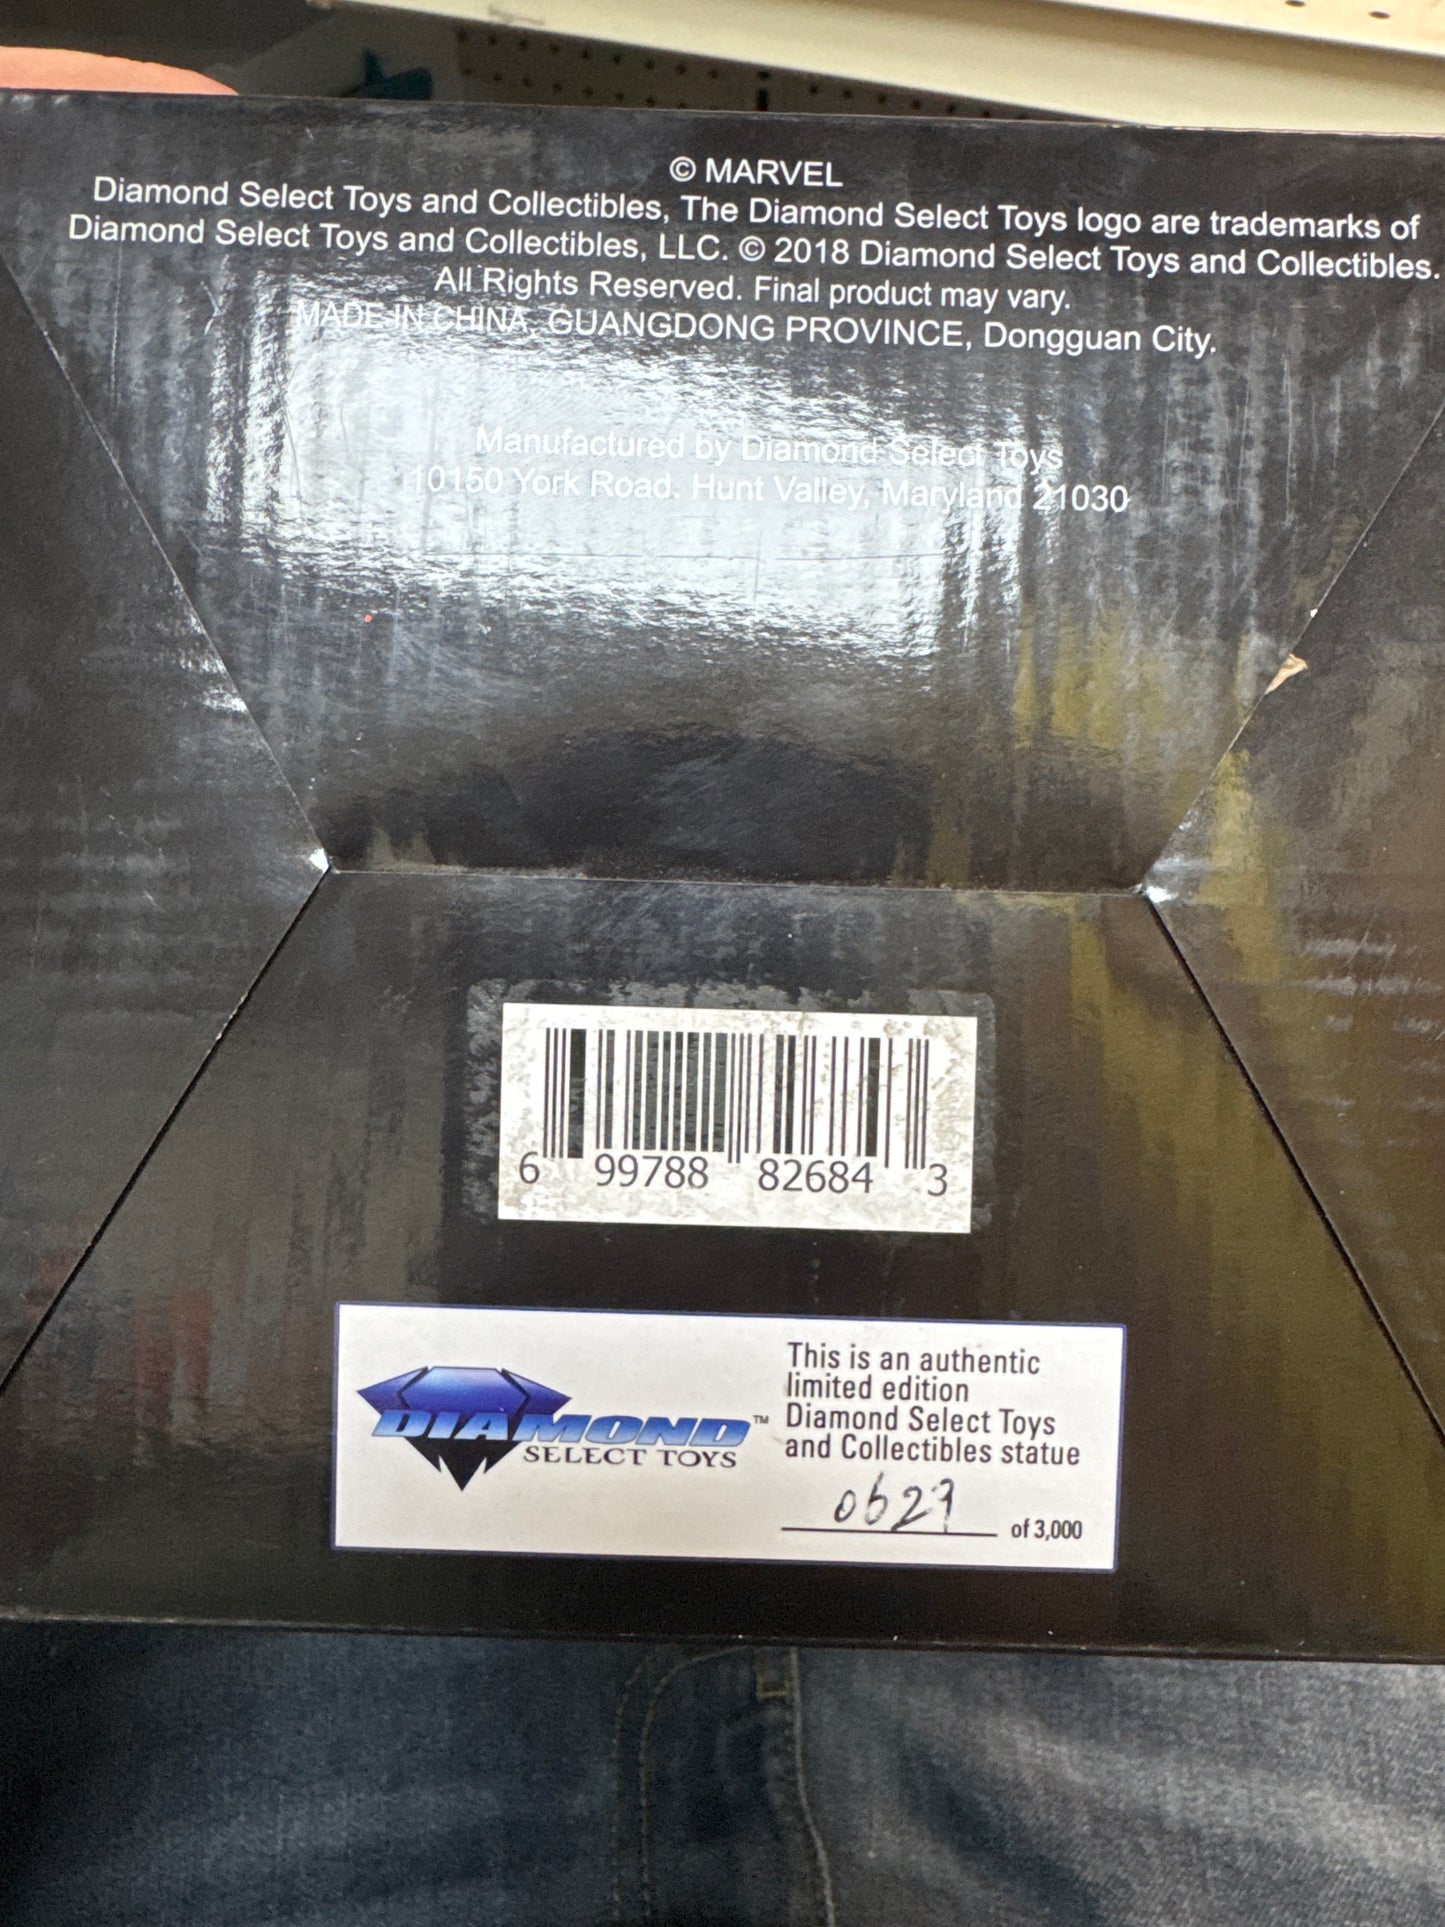 © MARVEL
Diamond Select Toys and Collectibles, The Diamond Select Toys logo are trademarks of
Diamond Select Toys and Collectibles, LLC. © 2018 Diamond Select Toys and Collectibles.
All Rights Reserved. Final product may vary.
MADE IN CHINA, GUANGDONG PROVINCE, Dongguan City.
Manufactured by Diamond Select Toys
10150 York Road. Hunt Valley, Maryland 21030
6 99788 82684 3
DIAMOND™
SELECT TOYS
This is an authentic
limited edition
Diamond Select Toys
and Collectibles statue
0627
of 3,000